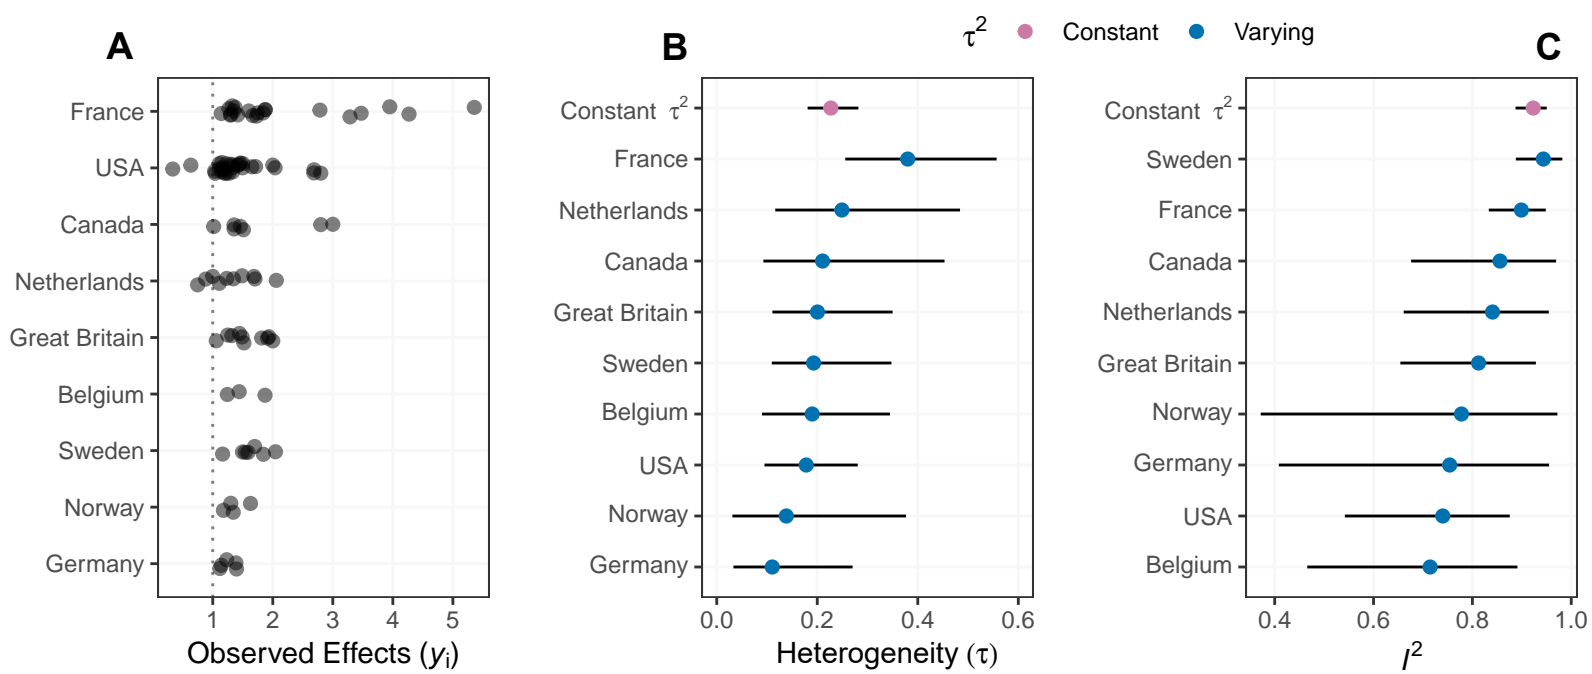 τ² Constant Varying
A
France
USA
Canada
Netherlands
Great Britain
Belgium
Sweden
Norway
Germany
1 2 3 4 5
Observed Effects (yᵢ)
B
Constant τ²
France
Netherlands
Canada
Great Britain
Sweden
Belgium
USA
Norway
Germany
0.0 0.2 0.4 0.6
Heterogeneity (τ)
C
Constant τ²
Sweden
France
Canada
Netherlands
Great Britain
Norway
Germany
USA
Belgium
0.4 0.6 0.8 1.0
I²